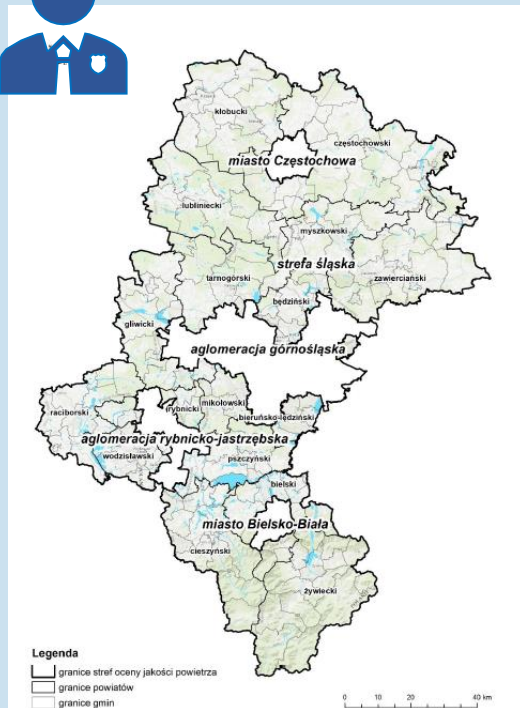 kłobucki
częstochowski
miasto Częstochowa
lubliniecki
myszkowski
strefa śląska
tarnogórski
zawierciański
będziński
gliwicki
aglomeracja górnośląska
mikołowski
raciborski
rybnicki
bieruńsko-lędziński
aglomeracja rybnicko-jastrzębska
wodzisławski
pszczyński
bielski
miasto Bielsko-Biała
cieszyński
żywiecki
Legenda
granice stref oceny jakości powietrza
granice powiatów
granice gmin
0 10 20 40 km